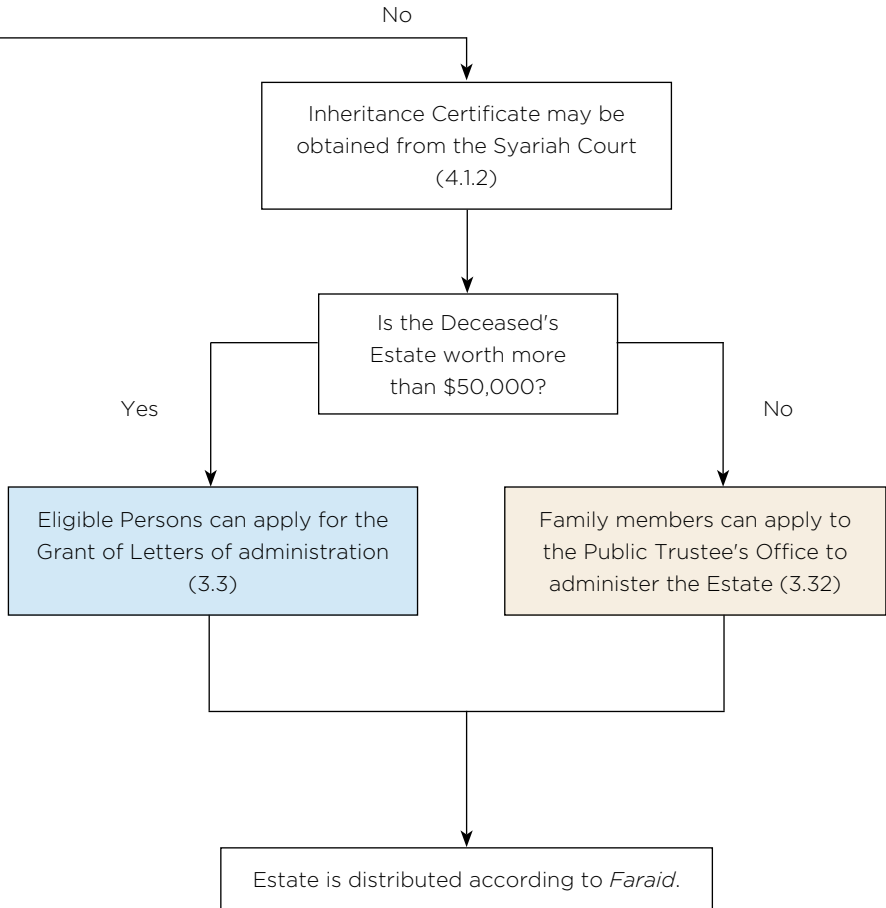 No
Inheritance Certificate may be
obtained from the Syariah Court
(4.1.2)
Is the Deceased's
Estate worth more
than $50,000?
Yes
No
Eligible Persons can apply for the
Grant of Letters of administration
(3.3)
Family members can apply to
the Public Trustee's Office to
administer the Estate (3.32)
Estate is distributed according to Faraid.